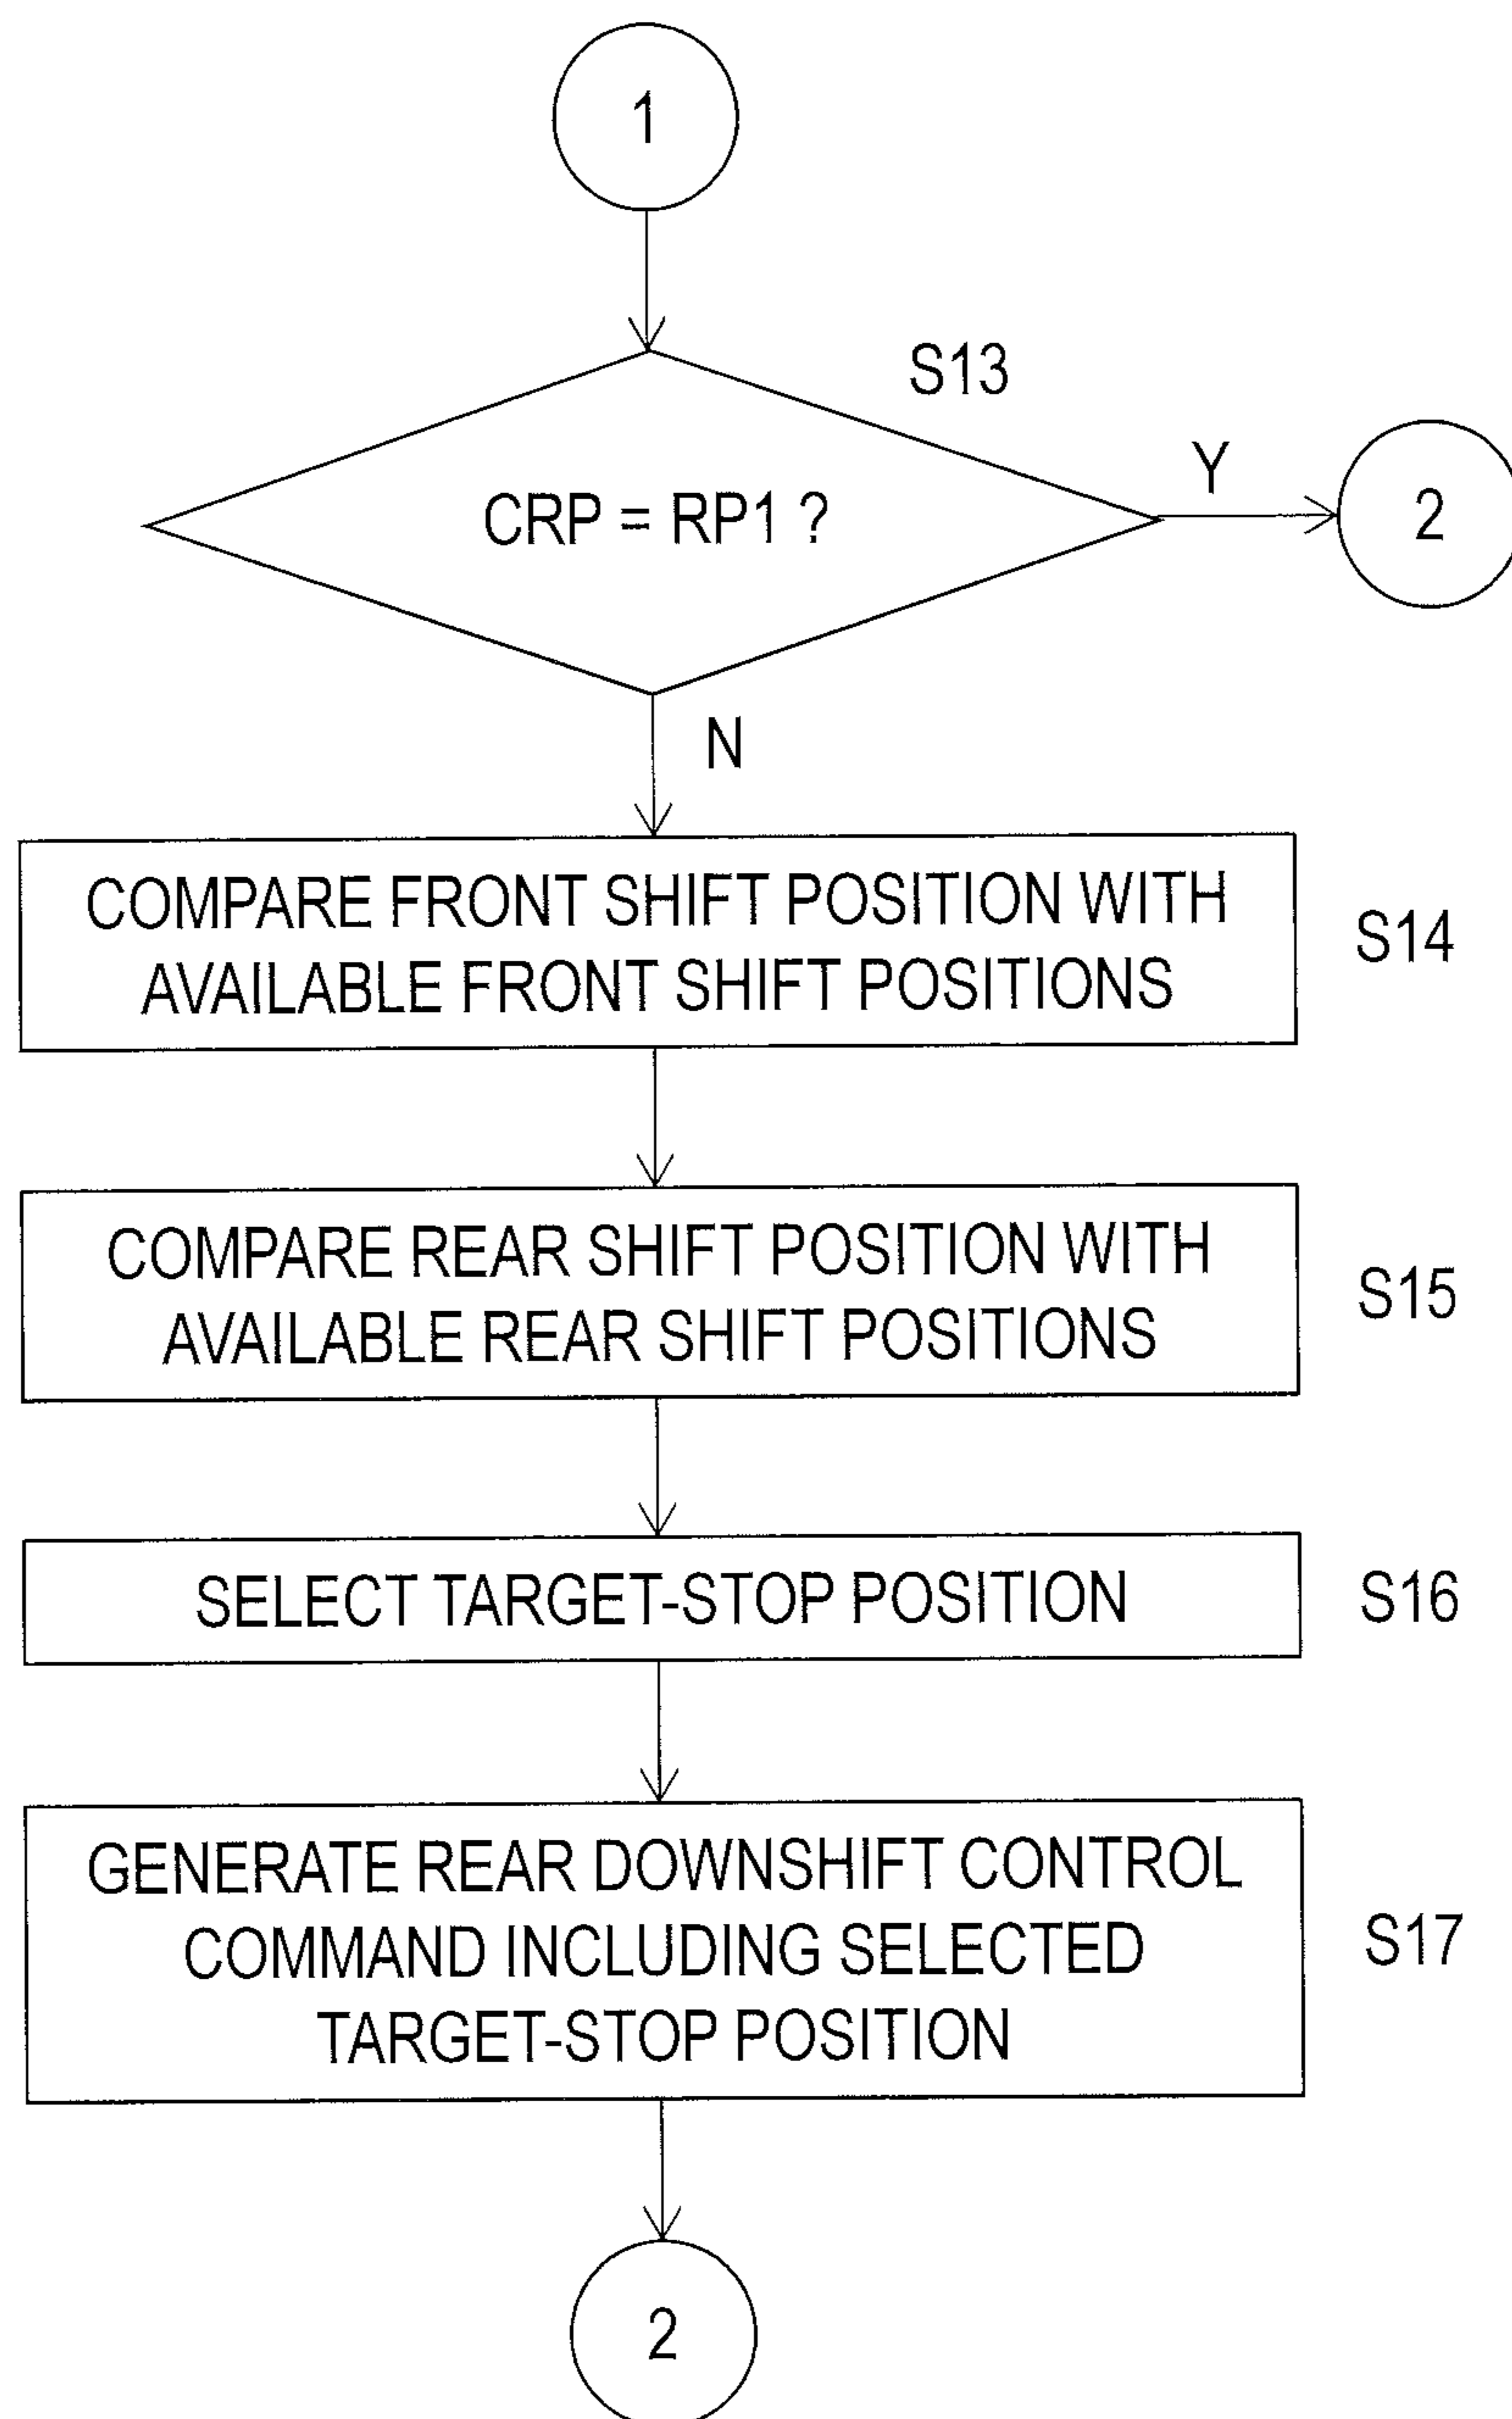 1
S13
CRP = RP1 ?
Y
2
N
COMPARE FRONT SHIFT POSITION WITH
AVAILABLE FRONT SHIFT POSITIONS
S14
COMPARE REAR SHIFT POSITION WITH
AVAILABLE REAR SHIFT POSITIONS
S15
SELECT TARGET-STOP POSITION
S16
GENERATE REAR DOWNSHIFT CONTROL
COMMAND INCLUDING SELECTED
TARGET-STOP POSITION
S17
2